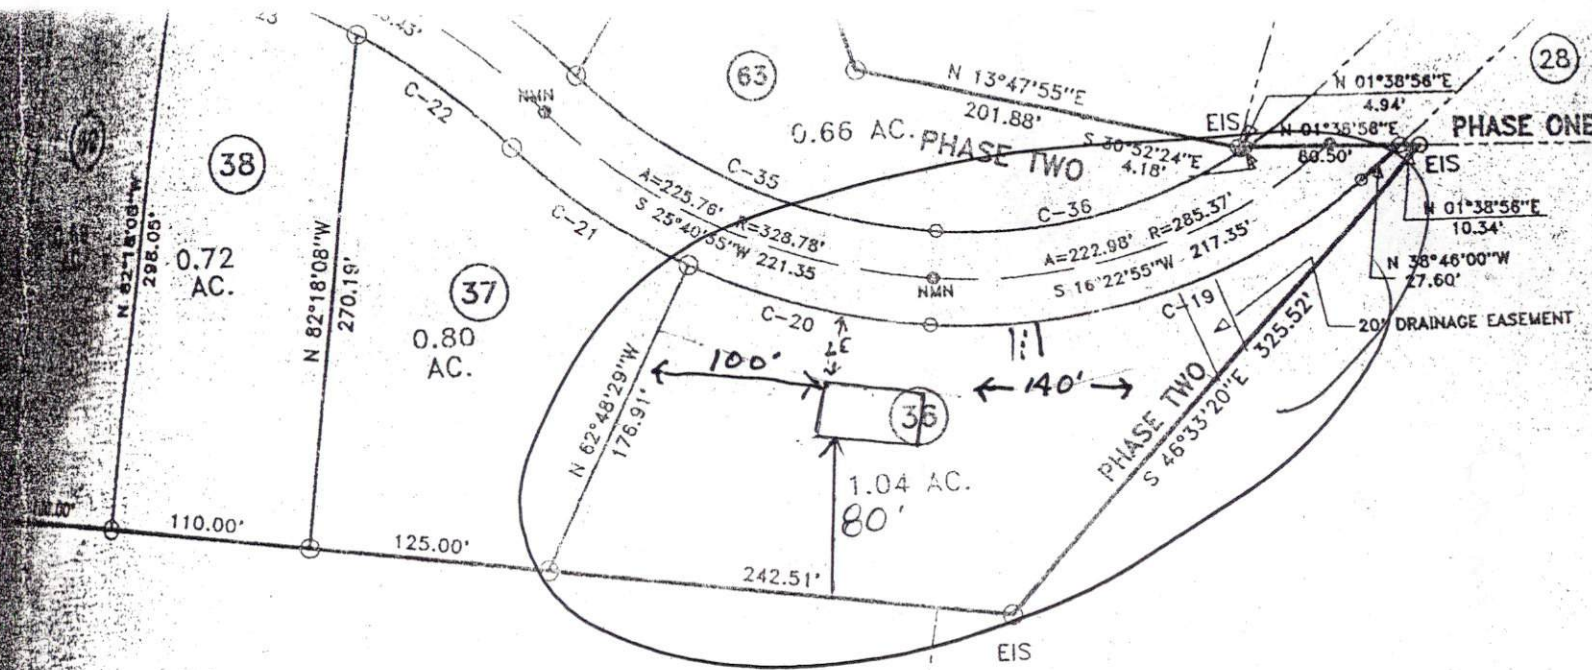 C-22
NMN
63
N 13°47'55"E
201.88'
0.66 AC.
PHASE TWO
S 30°52'24"E
4.18'
EIS
N 01°38'56"E
4.94'
N 01°36'58"E
80.50'
28
PHASE ONE
EIS
N 01°38'56"E
10.34'
N 38°46'00"W
27.60'
20' DRAINAGE EASEMENT
38
0.72
AC.
298.05'
N 82°18'08"W
270.19'
37
0.80
AC.
C-21
C-35
A=225.76' R=328.78'
S 25°40'55"W 221.35
C-36
A=222.98' R=285.37'
S 16°22'55"W 217.35'
NMN
C-20
C-19
100'
140'
36
1.04 AC.
80'
N 62°48'29"W
176.91'
PHASE TWO
S 46°33'20"E 325.52'
110.00'
125.00'
242.51'
EIS